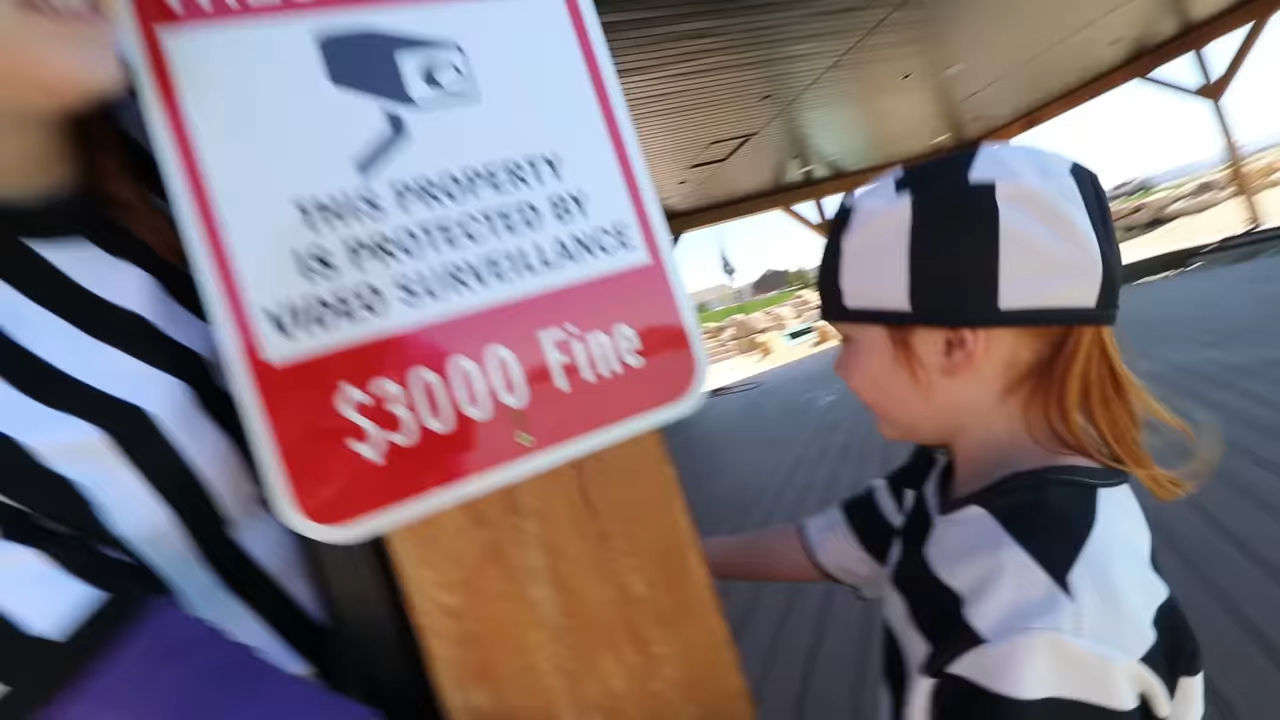 THIS PROPERTY
IS PROTECTED BY
VIDEO SURVEILLANCE
$3000 Fine